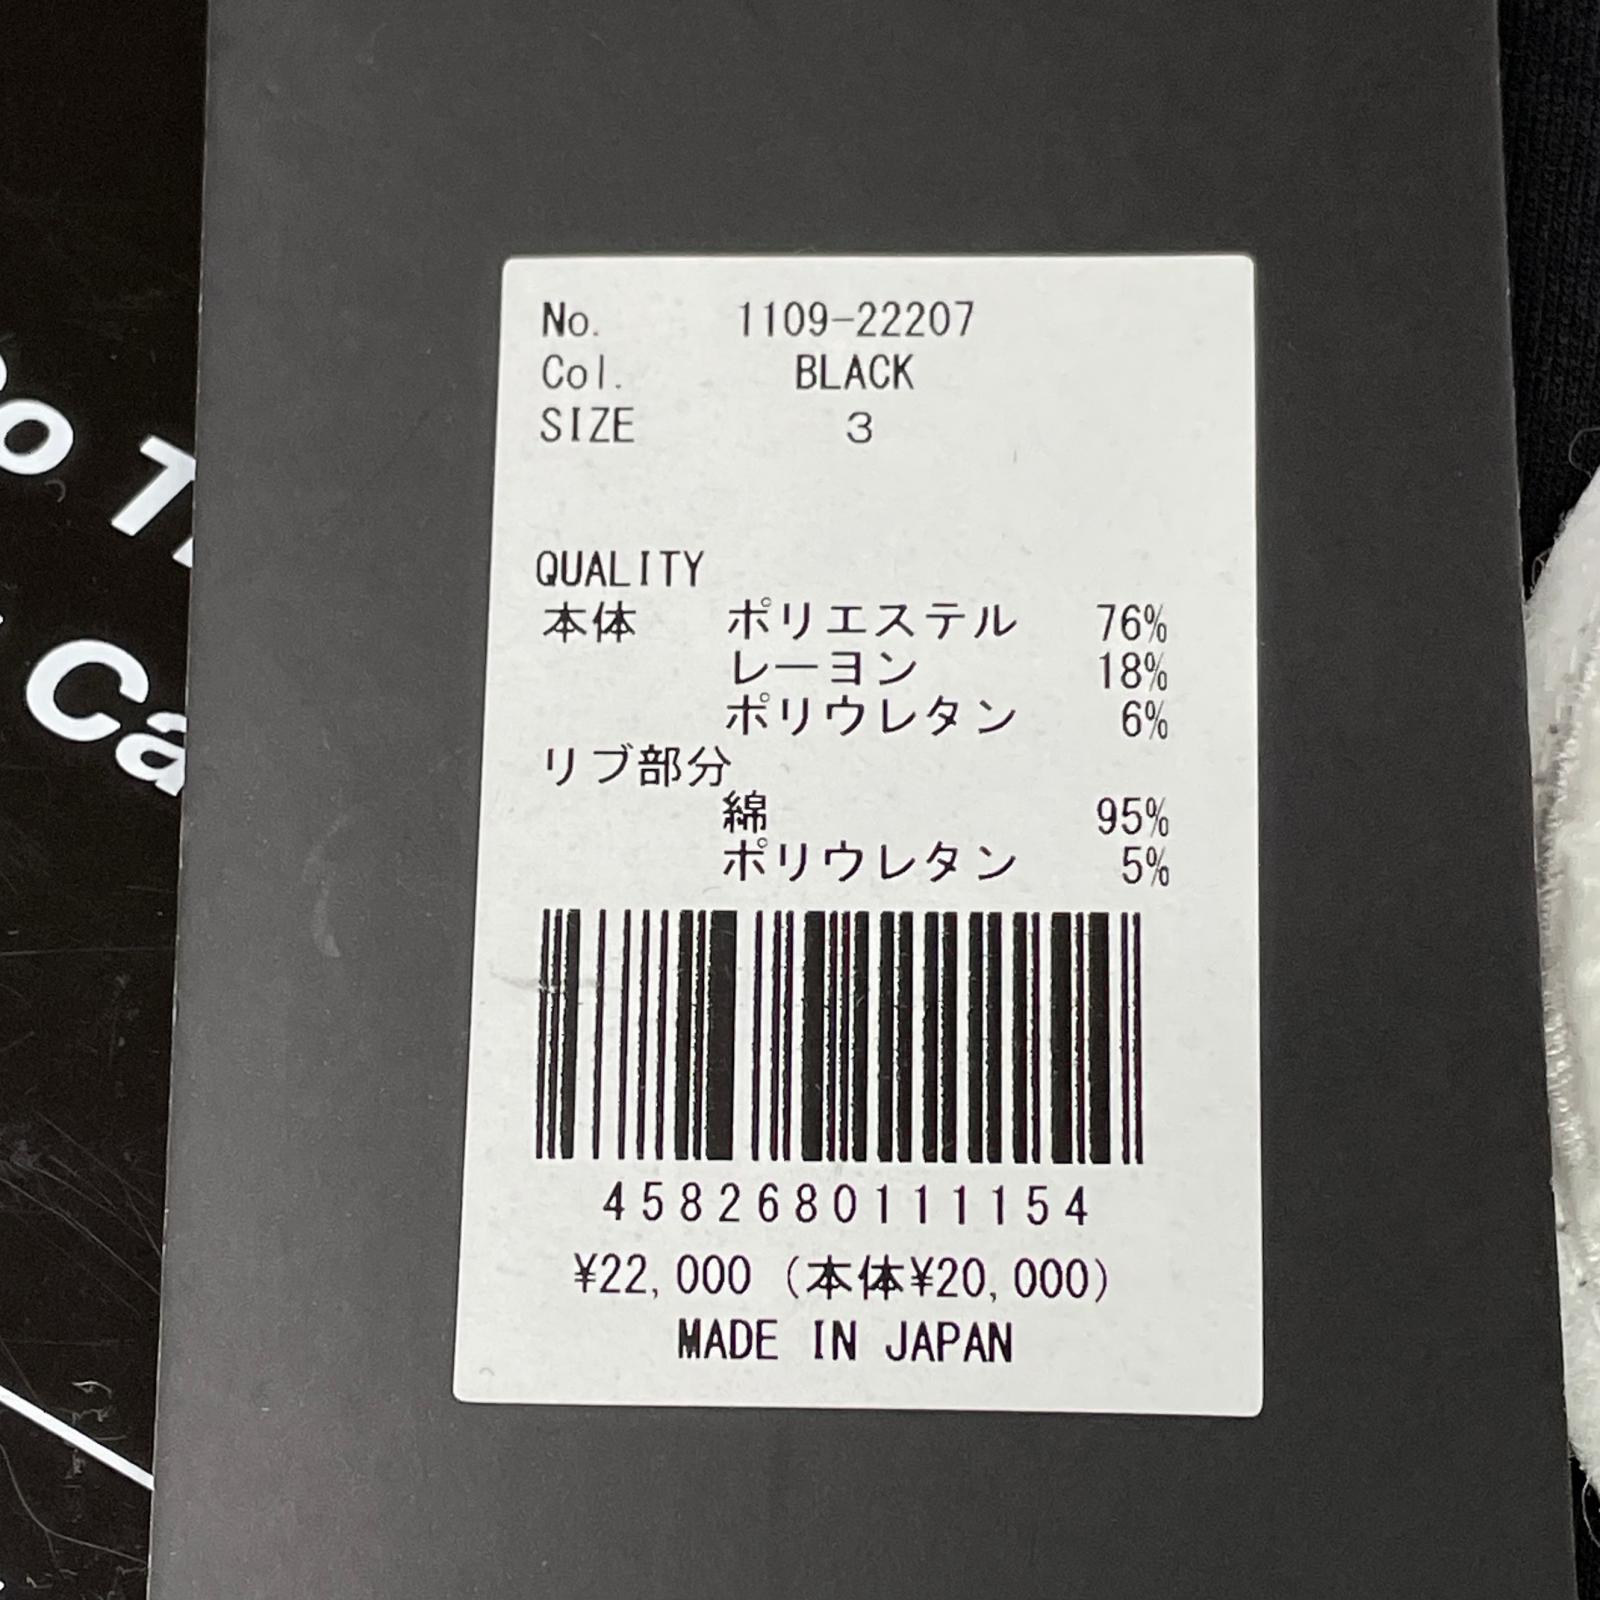 No. 1109-22207
Col. BLACK
SIZE 3
QUALITY
本体 ポリエステル 76%
レーヨン 18%
ポリウレタン 6%
リブ部分
綿 95%
ポリウレタン 5%
4582680111154
¥22,000 (本体¥20,000)
MADE IN JAPAN